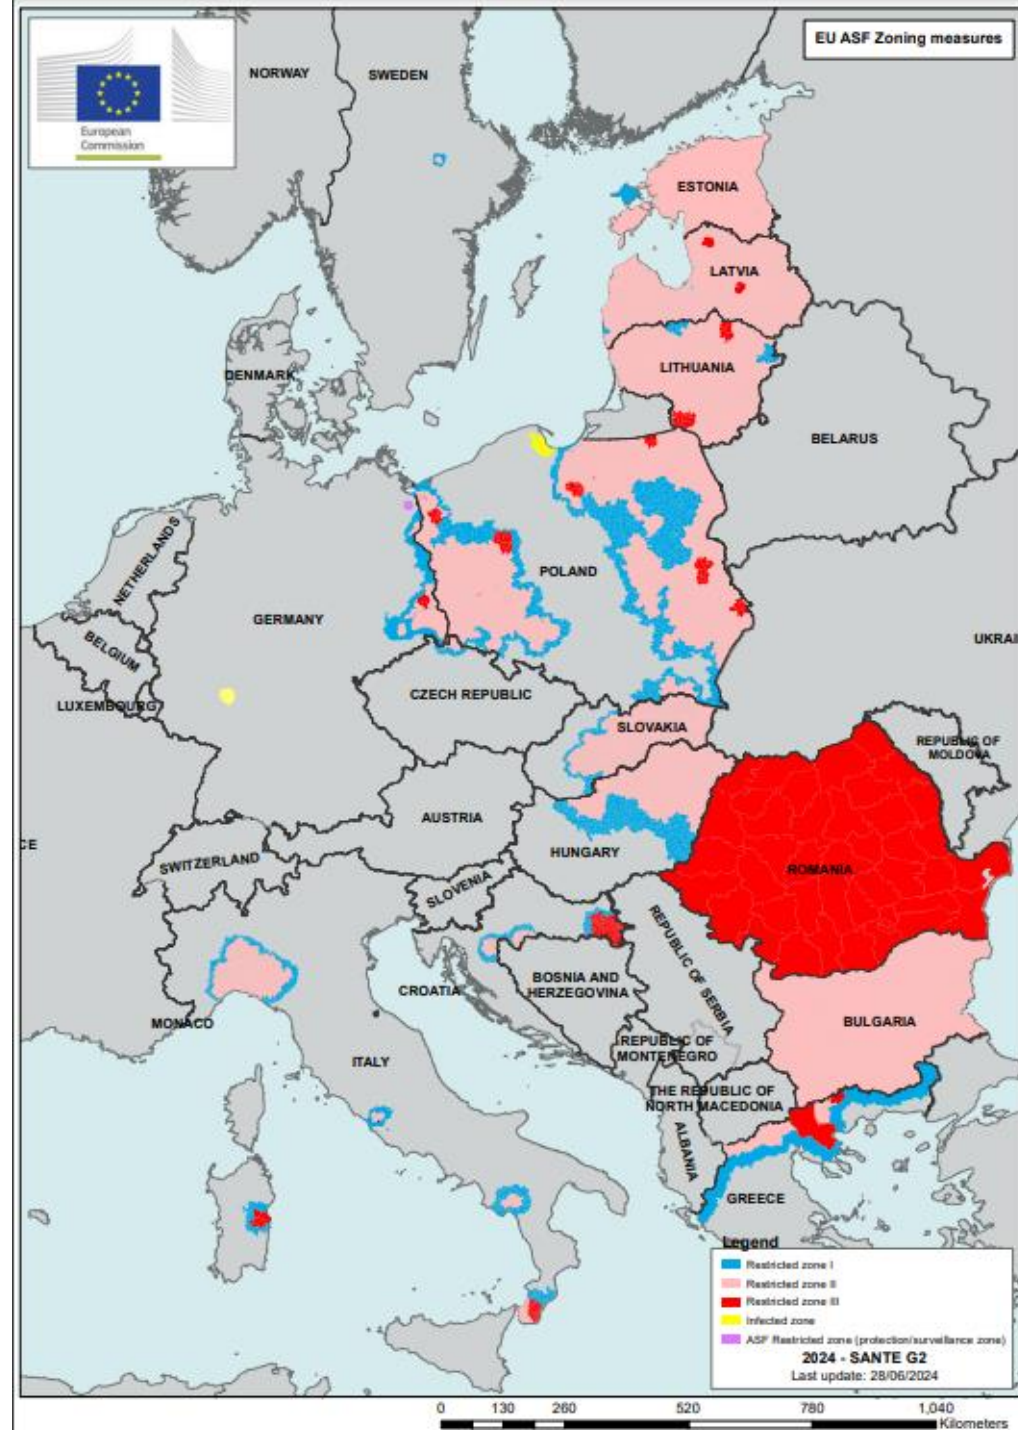 EU ASF Zoning measures
European
Commission
NORWAY
SWEDEN
ESTONIA
LATVIA
LITHUANIA
DENMARK
BELARUS
NETHERLANDS
POLAND
GERMANY
BELGIUM
UKRAI
LUXEMBOURG
CZECH REPUBLIC
SLOVAKIA
REPUBLIC OF
MOLDOVA
AUSTRIA
CE
HUNGARY
SWITZERLAND
ROMANIA
SLOVENIA
REPUBLIC OF SERBIA
BOSNIA AND
HERZEGOVINA
CROATIA
MONACO
BULGARIA
REPUBLIC OF
MONTENEGRO
ITALY
THE REPUBLIC OF
NORTH MACEDONIA
ALBANIA
GREECE
Legend
Restricted zone I
Restricted zone II
Restricted zone III
Infected zone
ASF Restricted zone (protection/surveillance zone)
2024 - SANTE G2
Last update: 28/06/2024
0 130 260 520 780 1,040
Kilometers